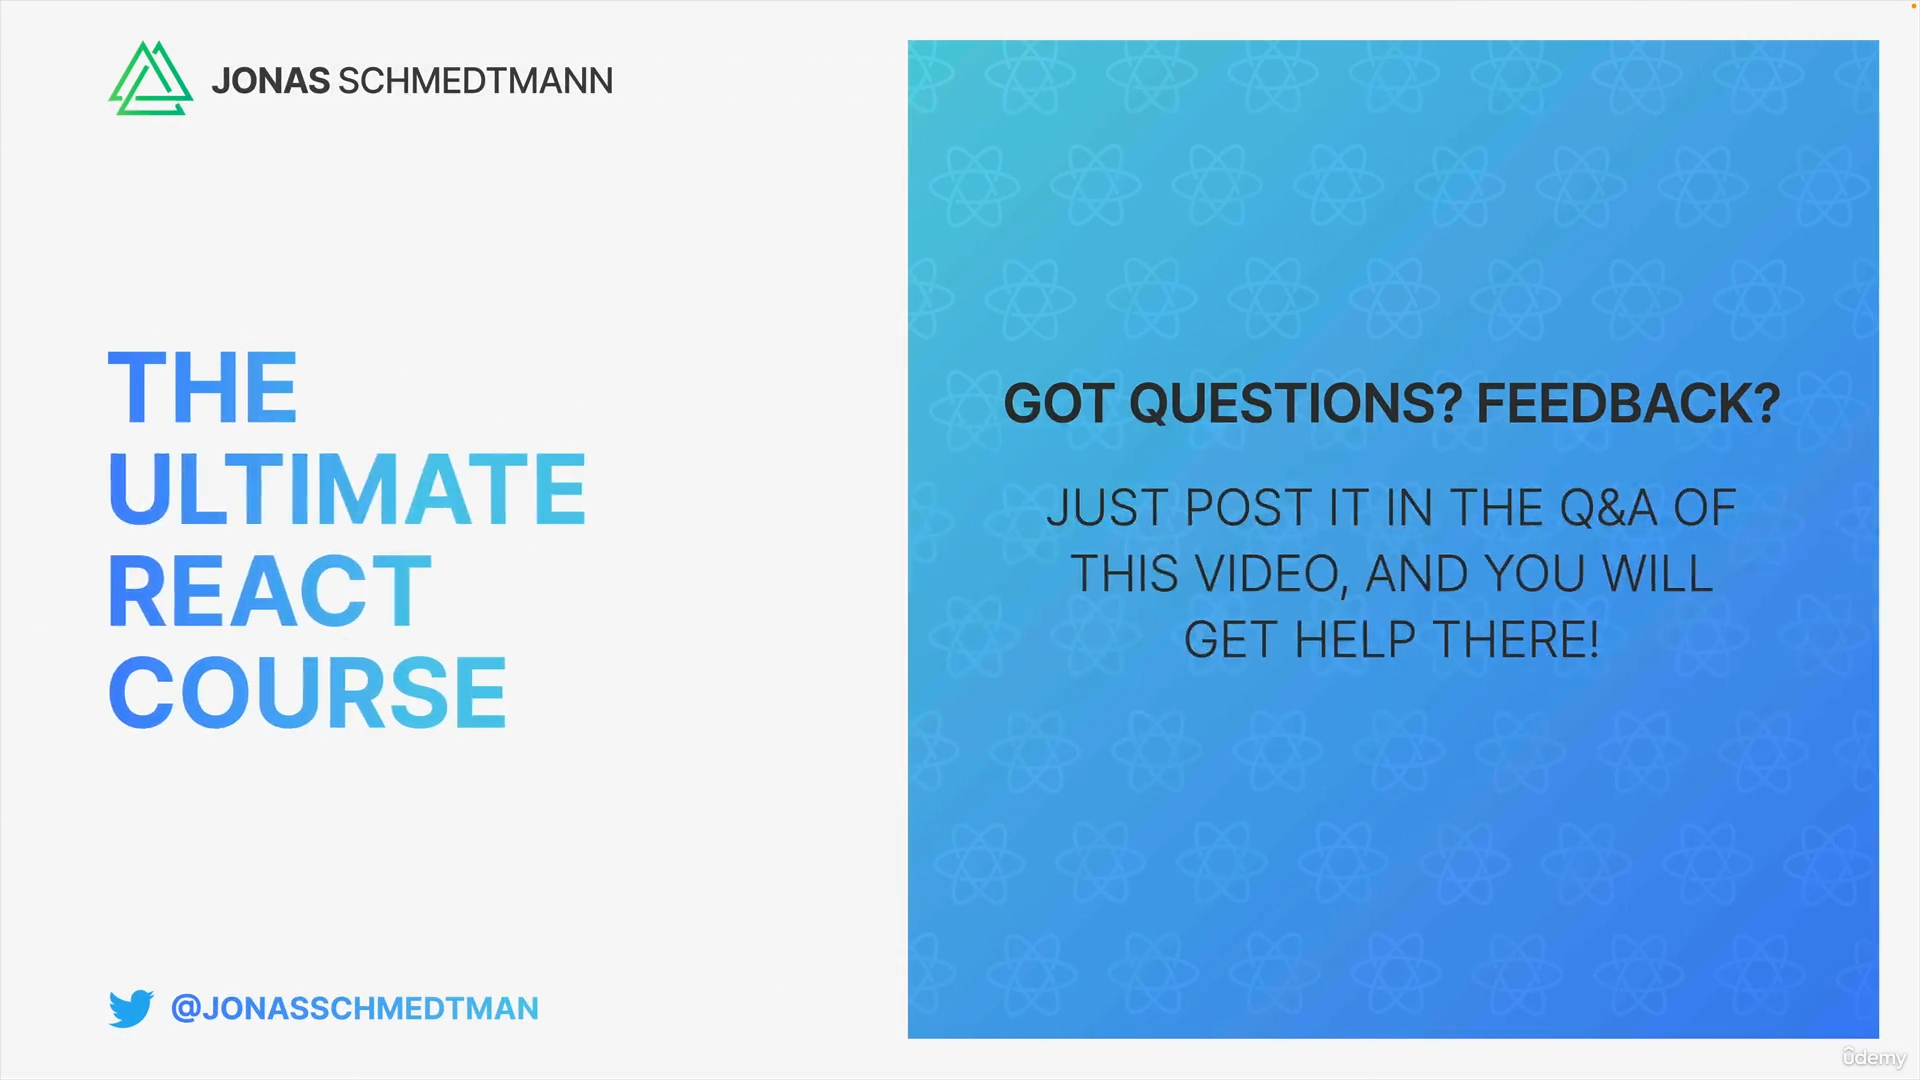 JONAS SCHMEDTMANN
THE
ULTIMATE
REACT
COURSE
@JONASSCHMEDTMAN
GOT QUESTIONS? FEEDBACK?
JUST POST IT IN THE Q&A OF
THIS VIDEO, AND YOU WILL
GET HELP THERE!
ûdemy